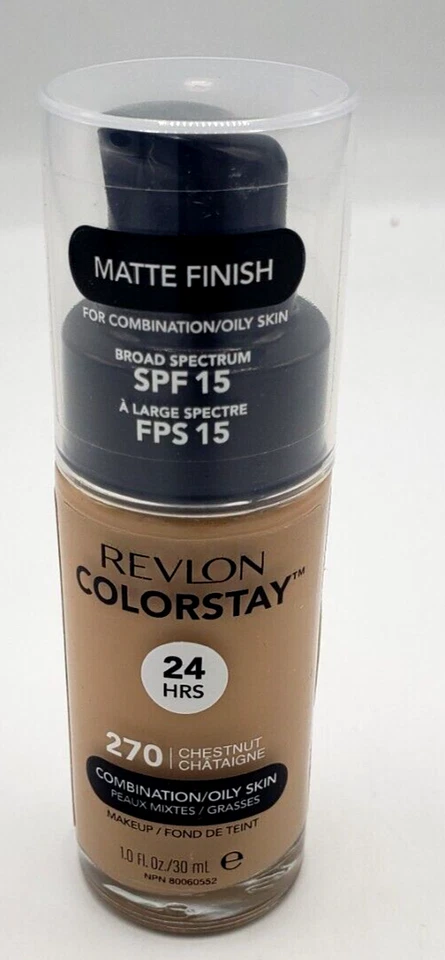 MATTE FINISH
FOR COMBINATION/OILY SKIN
BROAD SPECTRUM
SPF 15
À LARGE SPECTRE
FPS 15
REVLON
COLORSTAY™
24
HRS
270 | CHESTNUT
CHÂTAIGNE
COMBINATION/OILY SKIN
PEAUX MIXTES / GRASSES
MAKEUP / FOND DE TEINT
1.0 fl. Oz./30 mL e
NPN 80060552